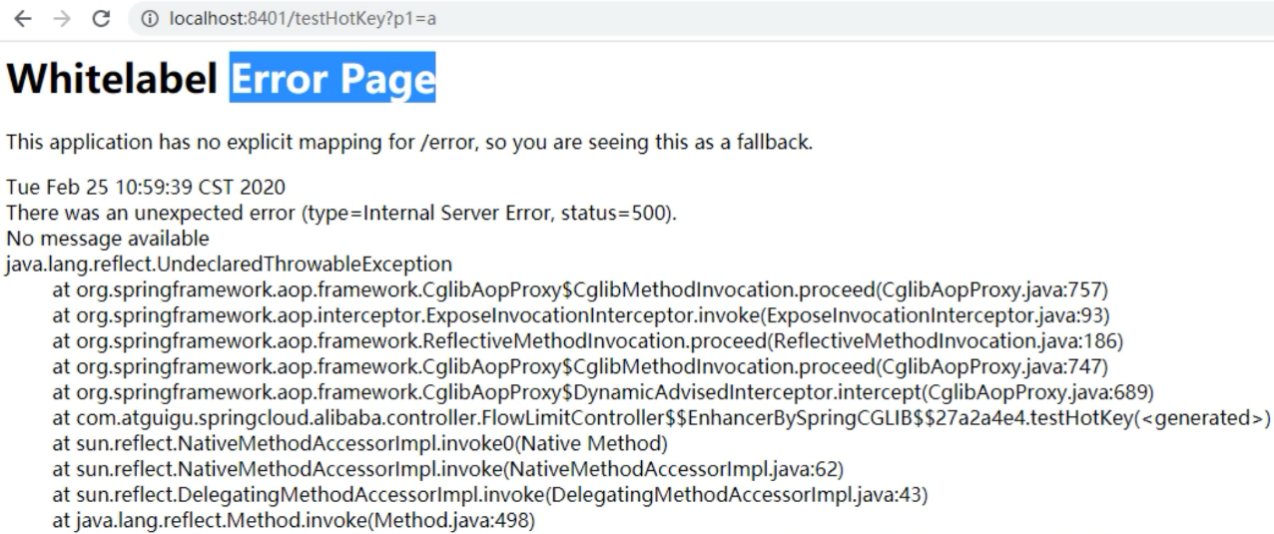 localhost:8401/testHotKey?p1=a
Whitelabel Error Page
This application has no explicit mapping for /error, so you are seeing this as a fallback.
Tue Feb 25 10:59:39 CST 2020
There was an unexpected error (type=Internal Server Error, status=500).
No message available
java.lang.reflect.UndeclaredThrowableException
at org.springframework.aop.framework.CglibAopProxy$CglibMethodInvocation.proceed(CglibAopProxy.java:757)
at org.springframework.aop.interceptor.ExposeInvocationInterceptor.invoke(ExposeInvocationInterceptor.java:93)
at org.springframework.aop.framework.ReflectiveMethodInvocation.proceed(ReflectiveMethodInvocation.java:186)
at org.springframework.aop.framework.CglibAopProxy$CglibMethodInvocation.proceed(CglibAopProxy.java:747)
at org.springframework.aop.framework.CglibAopProxy$DynamicAdvisedInterceptor.intercept(CglibAopProxy.java:689)
at com.atguigu.springcloud.alibaba.controller.FlowLimitController$$EnhancerBySpringCGLIB$$27a2a4e4.testHotKey(<generated>)
at sun.reflect.NativeMethodAccessorImpl.invoke0(Native Method)
at sun.reflect.NativeMethodAccessorImpl.invoke(NativeMethodAccessorImpl.java:62)
at sun.reflect.DelegatingMethodAccessorImpl.invoke(DelegatingMethodAccessorImpl.java:43)
at java.lang.reflect.Method.invoke(Method.java:498)